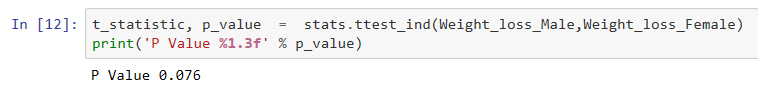 In [12]: t_statistic, p_value  =  stats.ttest_ind(Weight_loss_Male,Weight_loss_Female)
print('P Value %1.3f' % p_value)
P Value 0.076